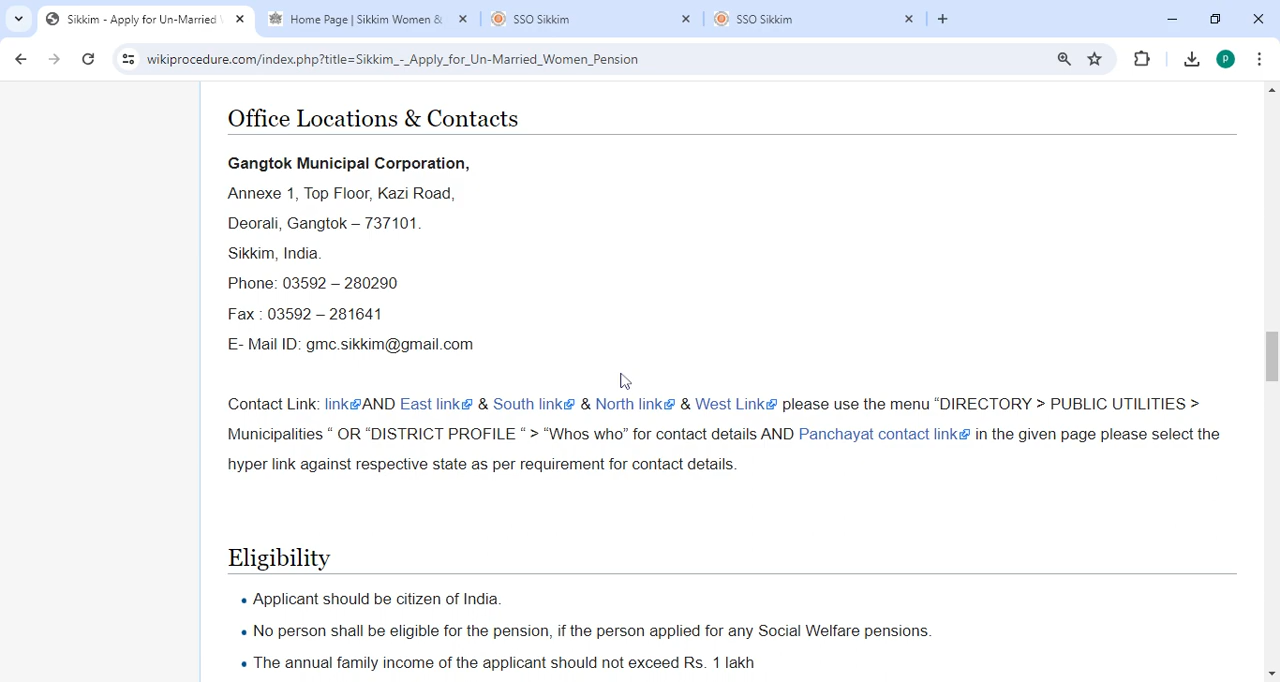 Sikkim - Apply for Un-Married
Home Page | Sikkim Women &
SSO Sikkim
SSO Sikkim
wikiprocedure.com/index.php?title=Sikkim_-_Apply_for_Un-Married_Women_Pension
P
Office Locations & Contacts
Gangtok Municipal Corporation,
Annexe 1, Top Floor, Kazi Road,
Deorali, Gangtok – 737101.
Sikkim, India.
Phone: 03592 – 280290
Fax : 03592 – 281641
E- Mail ID: gmc.sikkim@gmail.com
Contact Link: link AND East link & South link & North link & West Link please use the menu “DIRECTORY > PUBLIC UTILITIES >
Municipalities “ OR “DISTRICT PROFILE “ > “Whos who” for contact details AND Panchayat contact link in the given page please select the
hyper link against respective state as per requirement for contact details.
Eligibility
• Applicant should be citizen of India.
• No person shall be eligible for the pension, if the person applied for any Social Welfare pensions.
• The annual family income of the applicant should not exceed Rs. 1 lakh